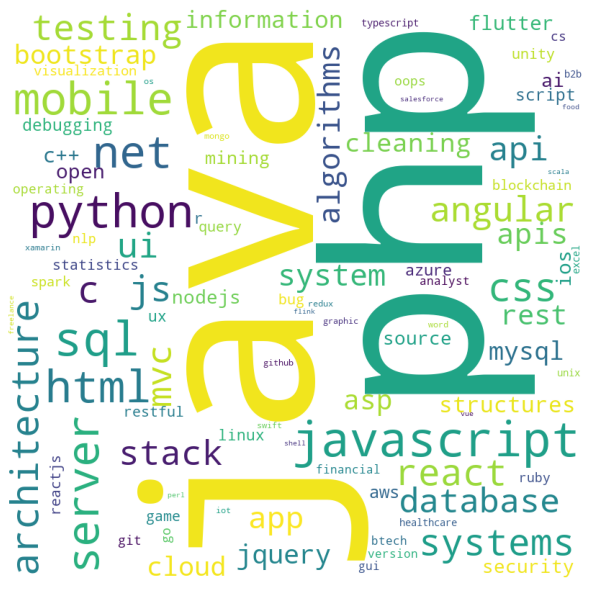 testing
information
typescript
flutter
cs
bootstrap
visualization
os
unity
b2b
ai
oops
script
food
salesforce
mobile
debugging
net
mongo
mining
algorithms
cleaning
api
c++
open
operating
blockchain
scala
python
r
query
angular
apis
nlp
ui
xamarin
statistics
system
azure
analyst
ios
excel
spark
c
js
nodejs
bug
redux
css
rest
freelance
ux
flink
graphic
word
source
mysql
unix
sql
java
php
architecture
html
mvc
github
restful
asp
structures
swift
linux
shell
vue
server
stack
javascript
reactjs
perl
financial
react
ruby
aws
database
game
iot
app
healthcare
git
go
jquery
btech
version
systems
cloud
gui
security